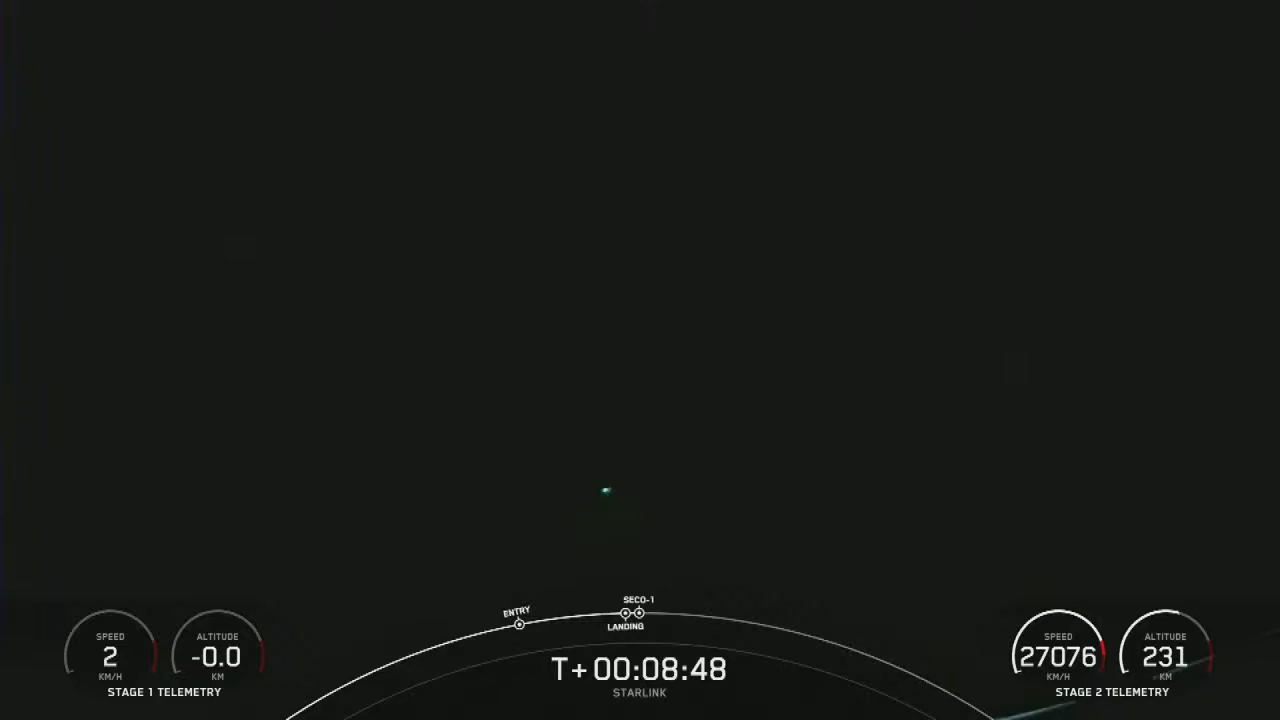 SECO-1
ENTRY
LANDING
SPEED
2
KM/H
ALTITUDE
-0.0
KM
STAGE 1 TELEMETRY
T+00:08:48
STARLINK
SPEED
27076
KM/H
ALTITUDE
231
KM
STAGE 2 TELEMETRY